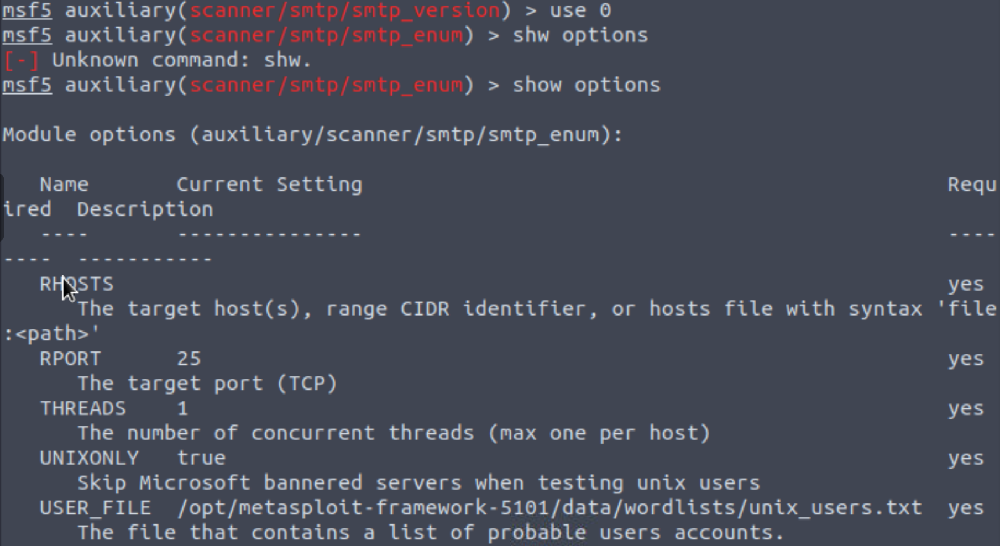 msf5 auxiliary(scanner/smtp/smtp_version) > use 0
msf5 auxiliary(scanner/smtp/smtp_enum) > shw options
[-] Unknown command: shw.
msf5 auxiliary(scanner/smtp/smtp_enum) > show options
Module options (auxiliary/scanner/smtp/smtp_enum):
   Name       Current Setting                                                Requ
ired  Description
   ----       ---------------                                                ----
----  -----------
   RHOSTS                                                                    yes
      The target host(s), range CIDR identifier, or hosts file with syntax 'file
:<path>'
   RPORT      25                                                             yes
      The target port (TCP)
   THREADS    1                                                              yes
      The number of concurrent threads (max one per host)
   UNIXONLY   true                                                           yes
      Skip Microsoft bannered servers when testing unix users
   USER_FILE  /opt/metasploit-framework-5101/data/wordlists/unix_users.txt  yes
      The file that contains a list of probable users accounts.